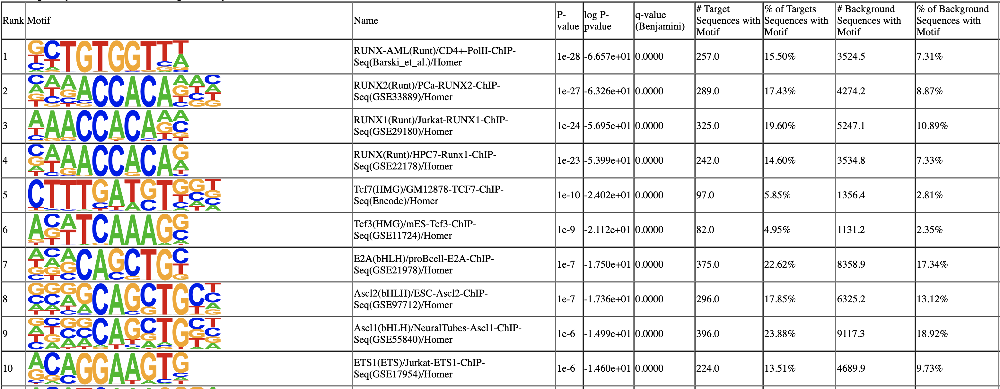 Rank Motif Name P-value log P-pvalue q-value (Benjamini) # Target Sequences with Motif % of Targets Sequences with Motif # Background Sequences with Motif % of Background Sequences with Motif
1 RUNX-AML(Runt)/CD4+-PolII-ChIP-Seq(Barski_et_al.)/Homer 1e-28 -6.657e+01 0.0000 257.0 15.50% 3524.5 7.31%
2 RUNX2(Runt)/PCa-RUNX2-ChIP-Seq(GSE33889)/Homer 1e-27 -6.326e+01 0.0000 289.0 17.43% 4274.2 8.87%
3 RUNX1(Runt)/Jurkat-RUNX1-ChIP-Seq(GSE29180)/Homer 1e-24 -5.695e+01 0.0000 325.0 19.60% 5247.1 10.89%
4 RUNX(Runt)/HPC7-Runx1-ChIP-Seq(GSE22178)/Homer 1e-23 -5.399e+01 0.0000 242.0 14.60% 3534.8 7.33%
5 Tcf7(HMG)/GM12878-TCF7-ChIP-Seq(Encode)/Homer 1e-10 -2.402e+01 0.0000 97.0 5.85% 1356.4 2.81%
6 Tcf3(HMG)/mES-Tcf3-ChIP-Seq(GSE11724)/Homer 1e-9 -2.112e+01 0.0000 82.0 4.95% 1131.2 2.35%
7 E2A(bHLH)/proBcell-E2A-ChIP-Seq(GSE21978)/Homer 1e-7 -1.750e+01 0.0000 375.0 22.62% 8358.9 17.34%
8 Ascl2(bHLH)/ESC-Ascl2-ChIP-Seq(GSE97712)/Homer 1e-7 -1.736e+01 0.0000 296.0 17.85% 6325.2 13.12%
9 Ascl1(bHLH)/NeuralTubes-Ascl1-ChIP-Seq(GSE55840)/Homer 1e-6 -1.499e+01 0.0000 396.0 23.88% 9117.3 18.92%
10 ETS1(ETS)/Jurkat-ETS1-ChIP-Seq(GSE17954)/Homer 1e-6 -1.460e+01 0.0000 224.0 13.51% 4689.9 9.73%